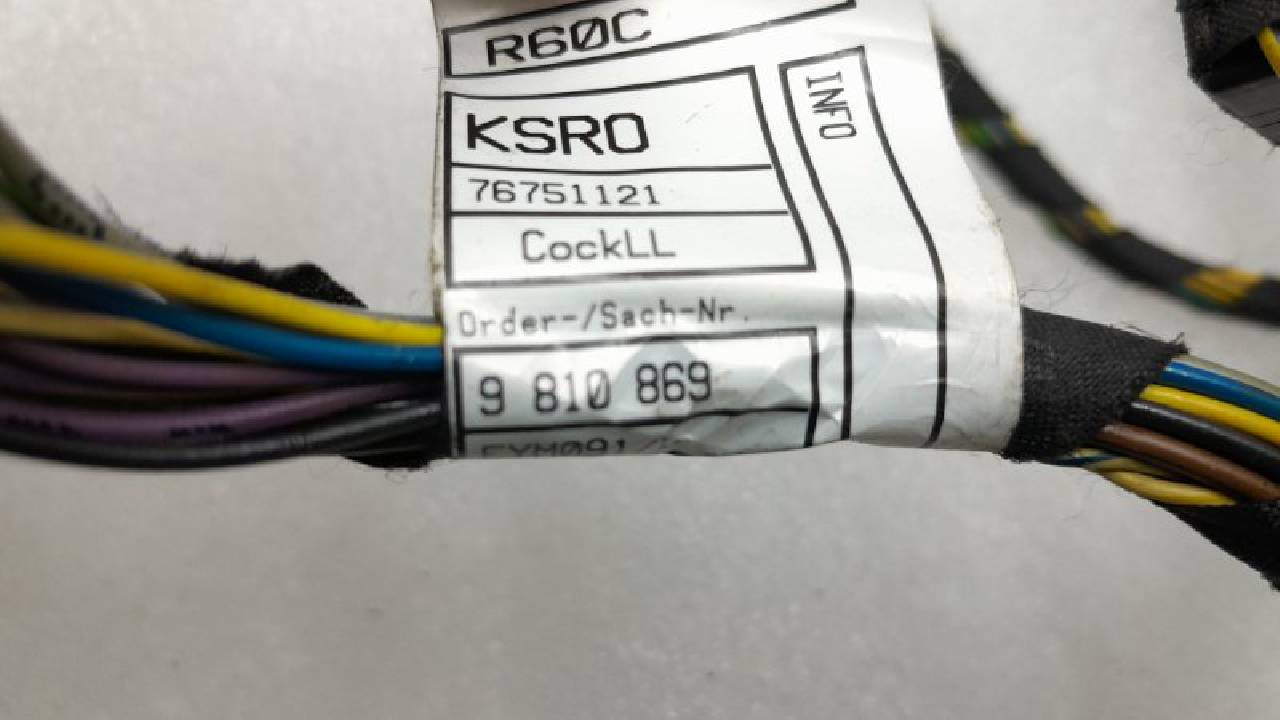 R60C
KSRO
INFO
76751121
CockLL
Order-/Sach-Nr.
9 810 869